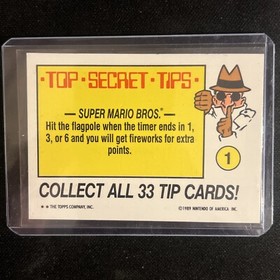 • TOP • SECRET • TIPS •
— SUPER MARIO BROS.® —
Hit the flagpole when the timer ends in 1,
3, or 6 and you will get fireworks for extra
points.
1
COLLECT ALL 33 TIP CARDS!
★ ★ THE TOPPS COMPANY, INC.
©1989 NINTENDO OF AMERICA INC.